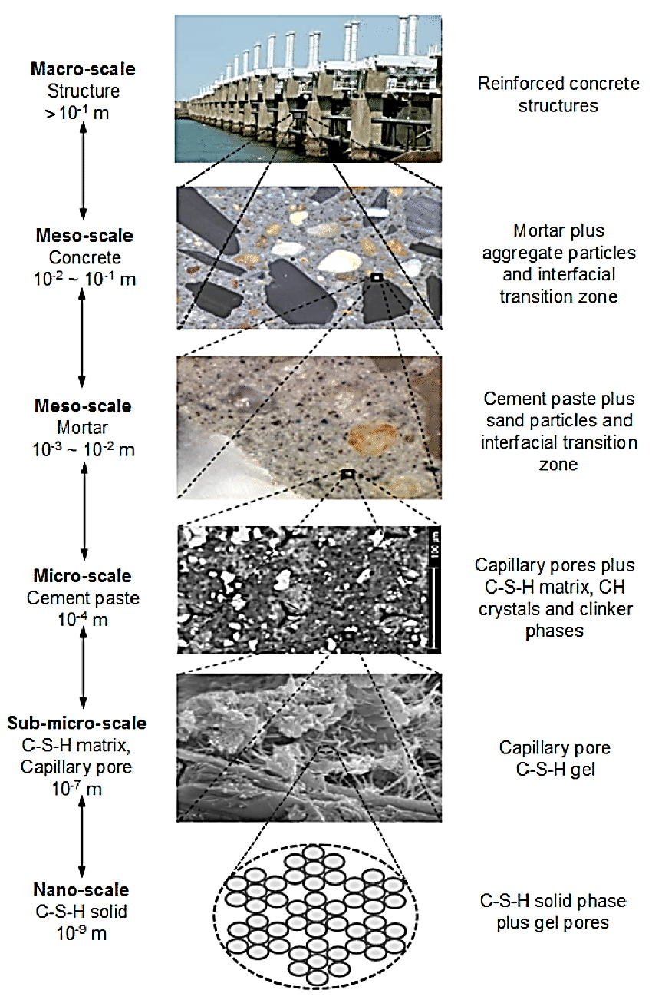 Macro-scale
Structure
> 10-1 m
Reinforced concrete
structures
Meso-scale
Concrete
10-2 ~ 10-1 m
Mortar plus
aggregate particles
and interfacial
transition zone
Meso-scale
Mortar
10-3 ~ 10-2 m
Cement paste plus
sand particles and
interfacial transition
zone
Micro-scale
Cement paste
10-4 m
100 µm
Capillary pores plus
C-S-H matrix, CH
crystals and clinker
phases
Sub-micro-scale
C-S-H matrix,
Capillary pore
10-7 m
Capillary pore
C-S-H gel
Nano-scale
C-S-H solid
10-9 m
C-S-H solid phase
plus gel pores